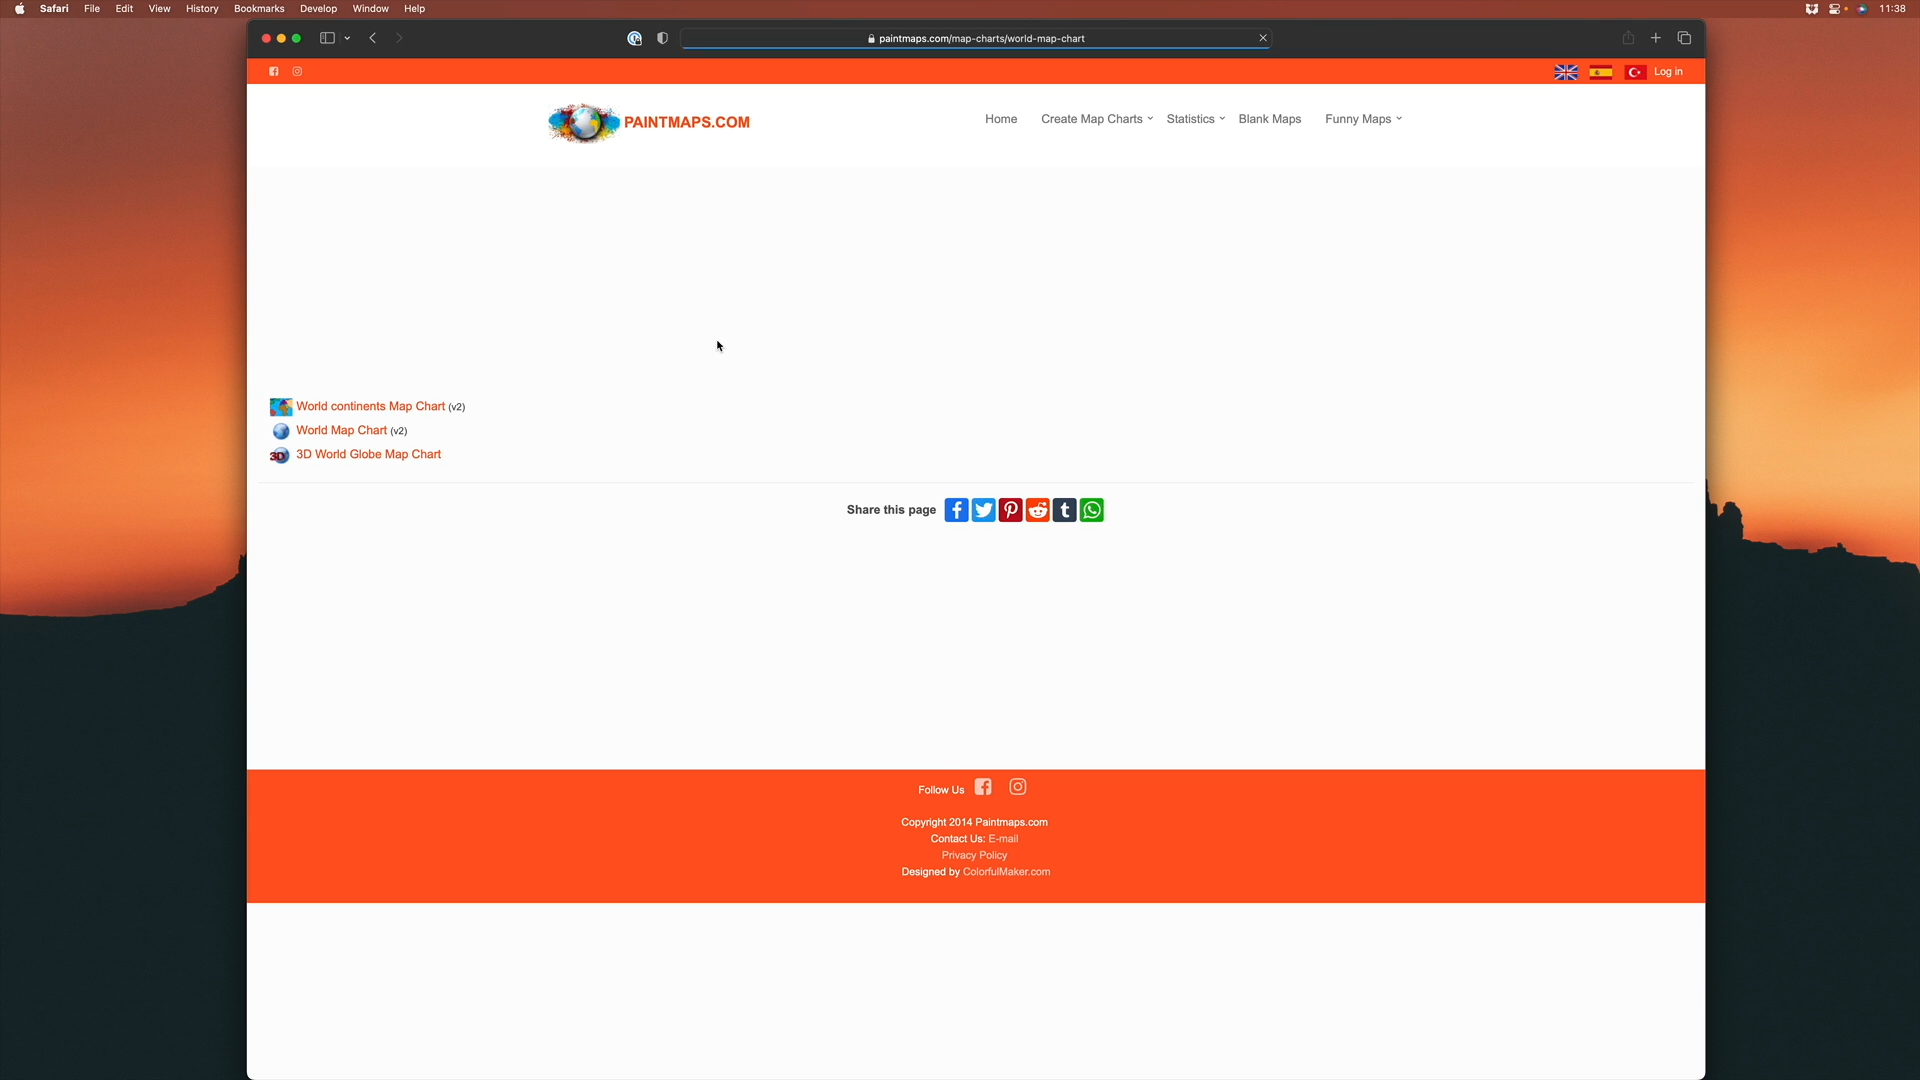 Safari File Edit View History Bookmarks Develop Window Help 11:38
paintmaps.com/map-charts/world-map-chart
Log in
PAINTMAPS.COM
Home Create Map Charts Statistics Blank Maps Funny Maps
World continents Map Chart (v2)
World Map Chart (v2)
3D 3D World Globe Map Chart
Share this page
Follow Us
Copyright 2014 Paintmaps.com
Contact Us: E-mail
Privacy Policy
Designed by ColorfulMaker.com